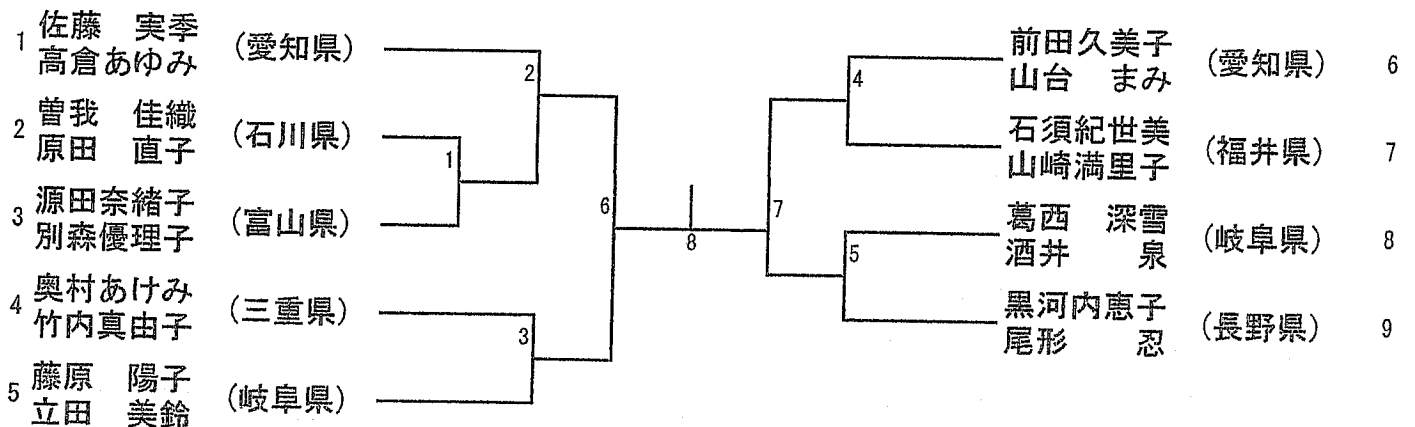 1 佐藤 実季 (愛知県)
高倉あゆみ
2 曽我 佳織 (石川県)
原田 直子
3 源田奈緒子 (富山県)
別森優理子
4 奥村あけみ (三重県)
竹内真由子
5 藤原 陽子 (岐阜県)
立田 美鈴
2
1
6
3
8
7
4
5
前田久美子 (愛知県) 6
山台 まみ
石須紀世美 (福井県) 7
山崎満里子
葛西 深雪 (岐阜県) 8
酒井 泉
黒河内恵子 (長野県) 9
尾形 忍